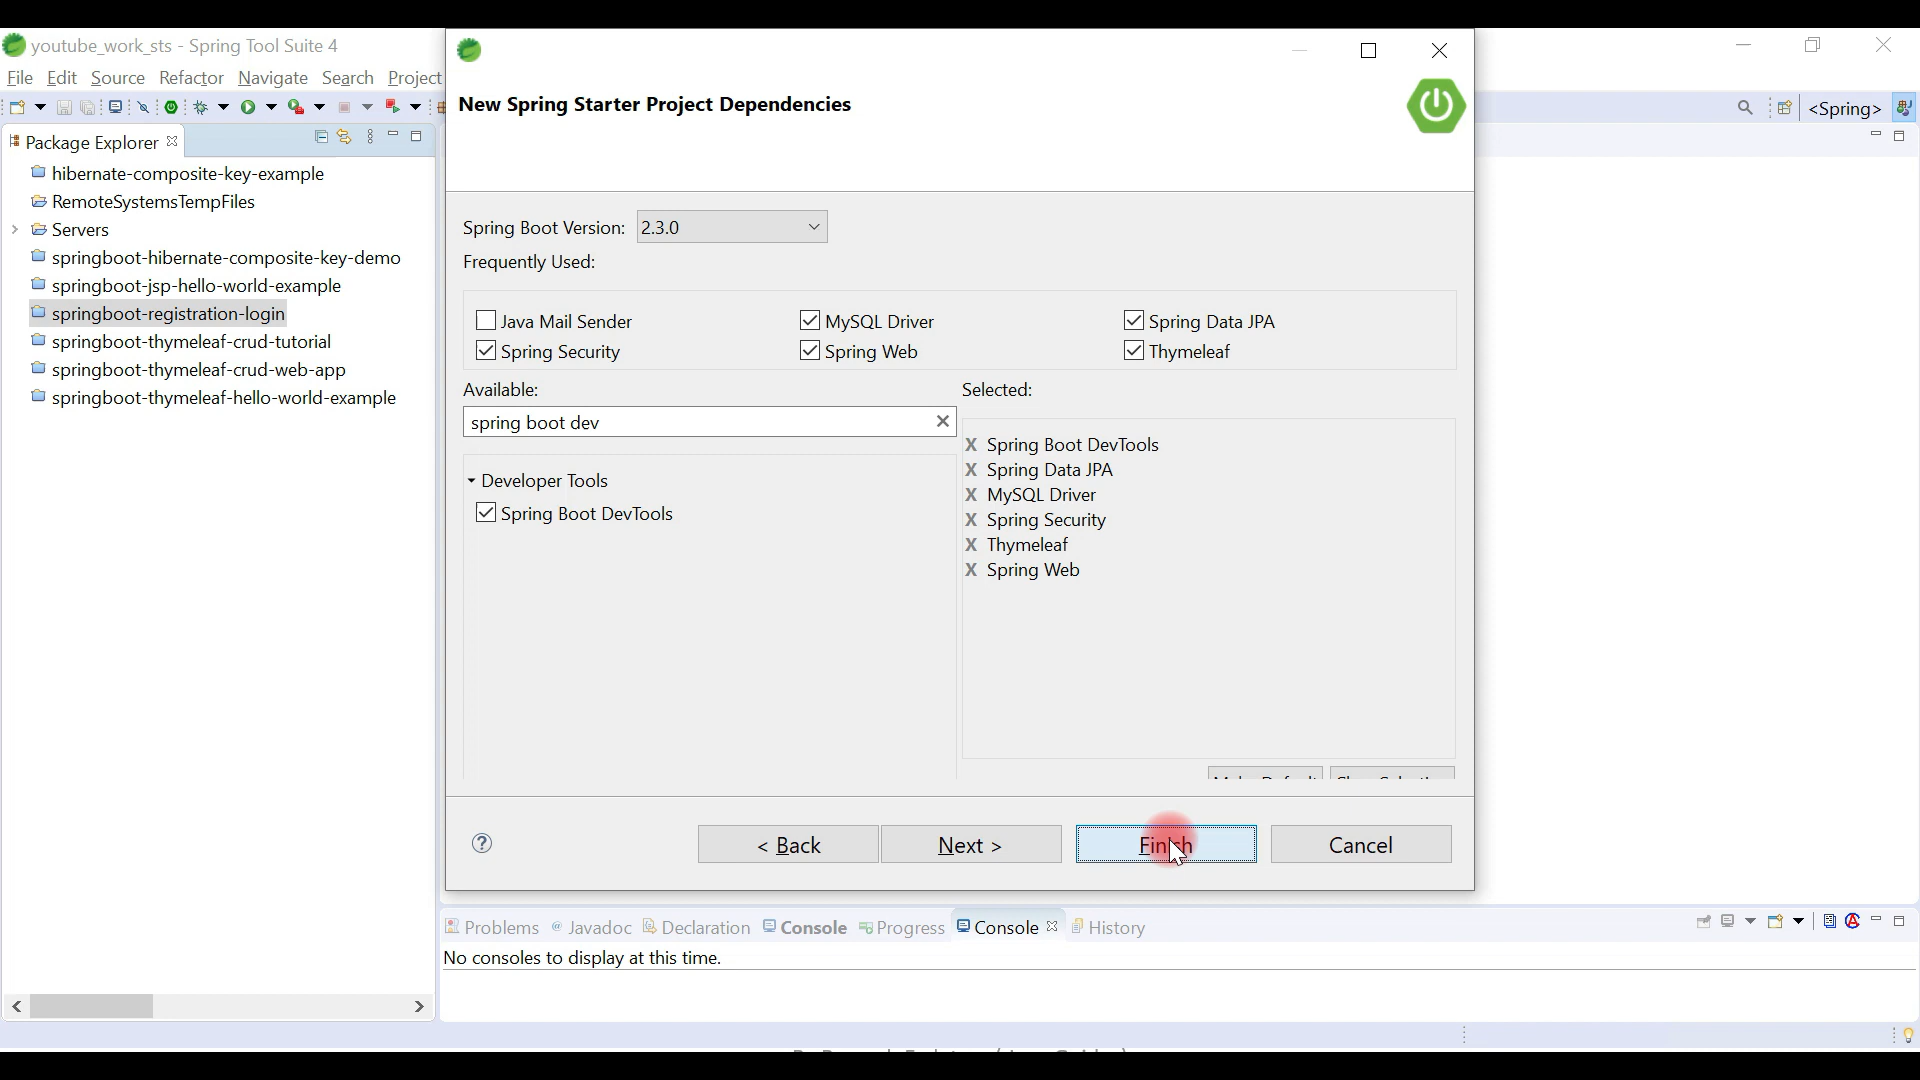 youtube_work_sts - Spring Tool Suite 4
File Edit Source Refactor Navigate Search Project
<Spring>
Package Explorer
hibernate-composite-key-example
RemoteSystemsTempFiles
Servers
springboot-hibernate-composite-key-demo
springboot-jsp-hello-world-example
springboot-registration-login
springboot-thymeleaf-crud-tutorial
springboot-thymeleaf-crud-web-app
springboot-thymeleaf-hello-world-example
New Spring Starter Project Dependencies
Spring Boot Version: 2.3.0
Frequently Used:
Java Mail Sender MySQL Driver Spring Data JPA
Spring Security Spring Web Thymeleaf
Available: Selected:
spring boot dev
Developer Tools
Spring Boot DevTools
X Spring Boot DevTools
X Spring Data JPA
X MySQL Driver
X Spring Security
X Thymeleaf
X Spring Web
< Back Next > Finish Cancel
Problems @ Javadoc Declaration Console Progress Console History
No consoles to display at this time.